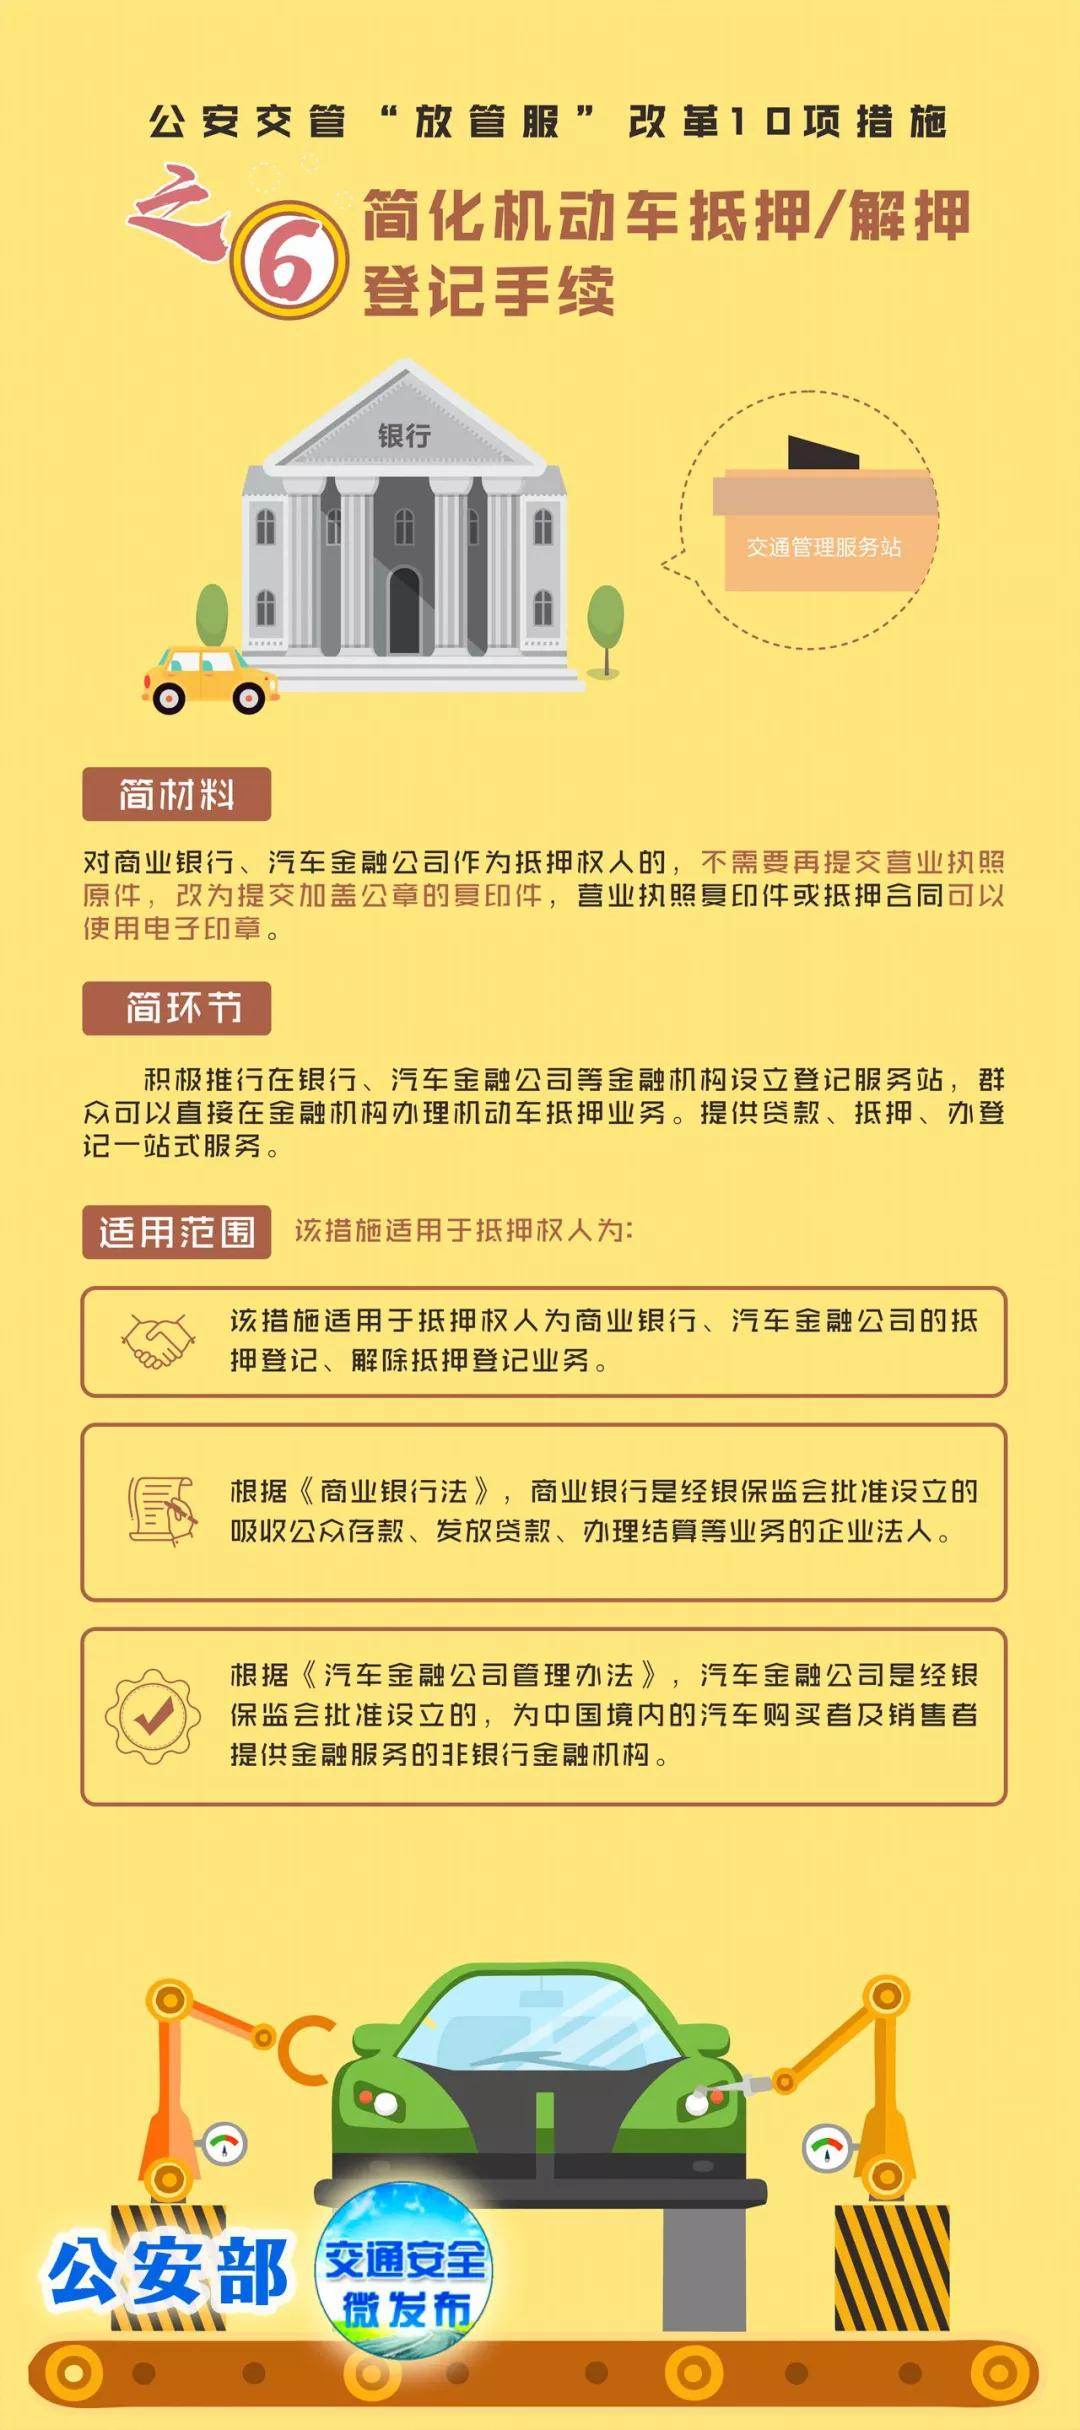 公安交管“放管服”改革10项措施
之6
简化机动车抵押/解押
登记手续
银行
交通管理服务站
简材料
对商业银行、汽车金融公司作为抵押权人的，不需要再提交营业执照
原件，改为提交加盖公章的复印件，营业执照复印件或抵押合同可以
使用电子印章。
简环节
积极推行在银行、汽车金融公司等金融机构设立登记服务站，群
众可以直接在金融机构办理机动车抵押业务。提供贷款、抵押、办登
记一站式服务。
适用范围 该措施适用于抵押权人为：
该措施适用于抵押权人为商业银行、汽车金融公司的抵
押登记、解除抵押登记业务。
根据《商业银行法》，商业银行是经银保监会批准设立的
吸收公众存款、发放贷款、办理结算等业务的企业法人。
根据《汽车金融公司管理办法》，汽车金融公司是经银
保监会批准设立的，为中国境内的汽车购买者及销售者
提供金融服务的非银行金融机构。
公安部
交通安全
微发布